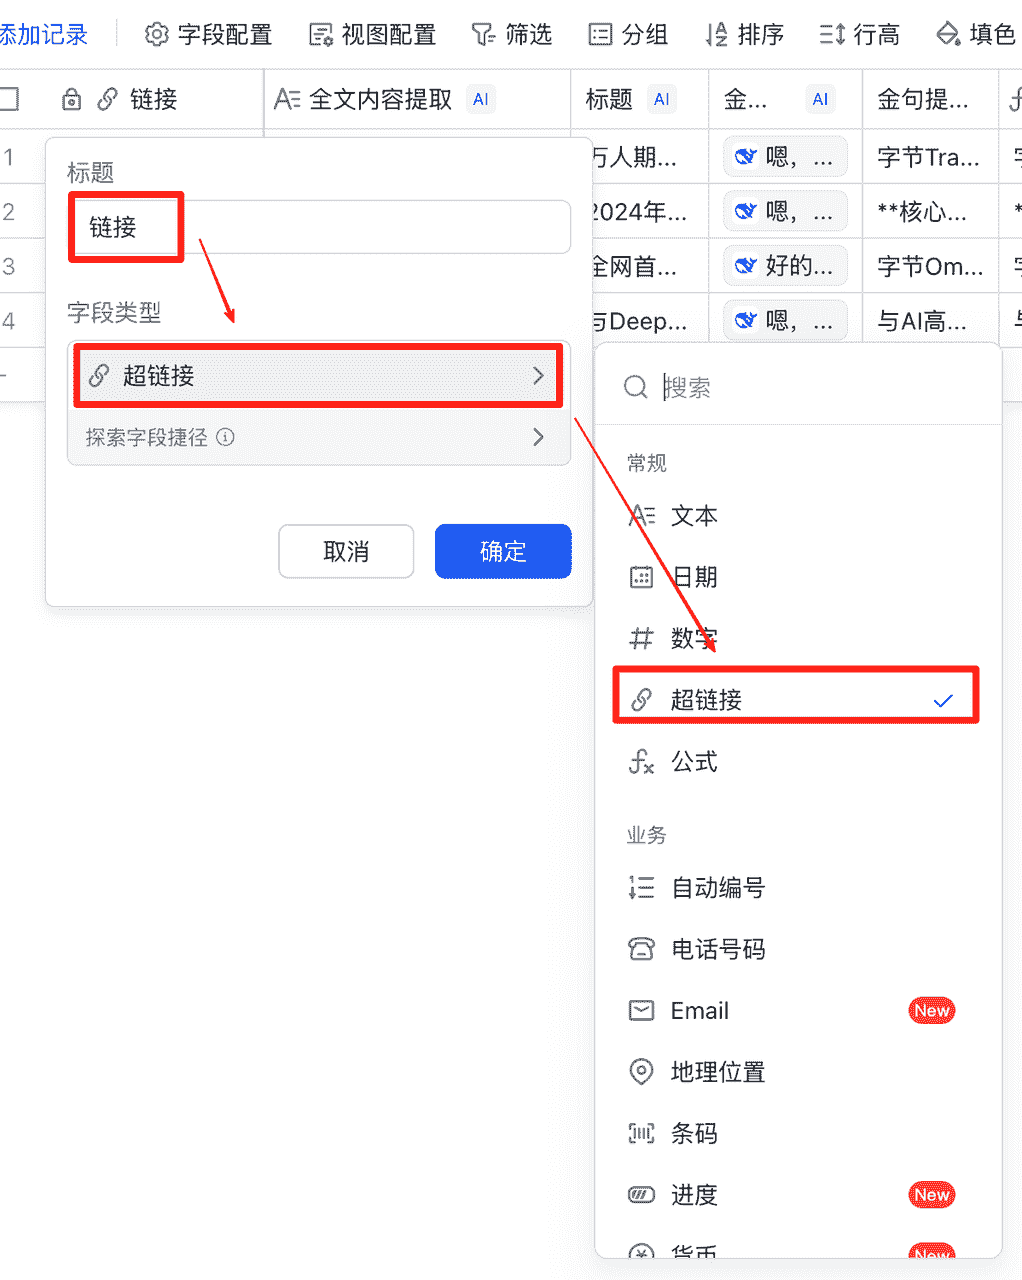 添加记录 字段配置 视图配置 筛选 分组 排序 行高 填色
链接 全文内容提取 AI 标题 AI 金... AI 金句提...
1 万人期... 嗯，... 字节Tra...
2 2024年... 嗯，... **核心...
3 全网首... 好的... 字节Om...
4 与Deep... 嗯，... 与AI高...
标题
链接
字段类型
超链接
探索字段捷径
取消 确定
搜索
常规
文本
日期
数字
超链接
公式
业务
自动编号
电话号码
Email New
地理位置
条码
进度 New
货币 New